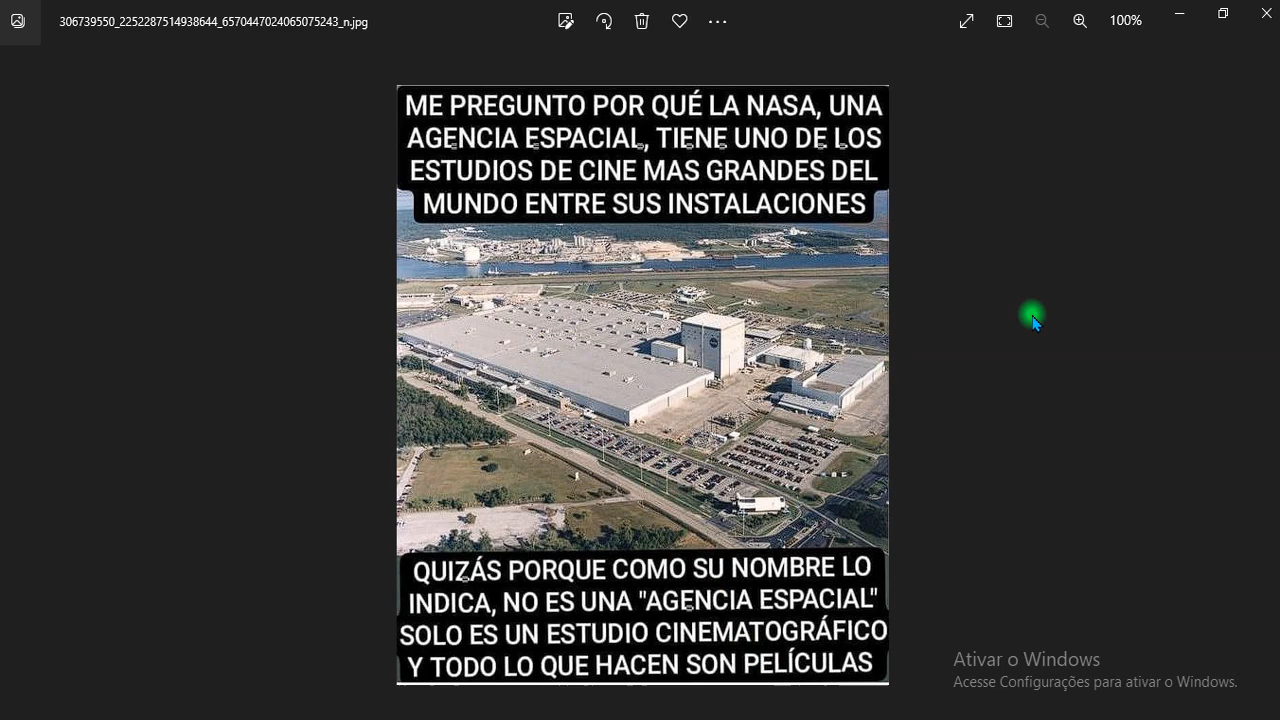 306739550_2252287514938644_6570447024065075243_n.jpg
100%
ME PREGUNTO POR QUÉ LA NASA, UNA
AGENCIA ESPACIAL, TIENE UNO DE LOS
ESTUDIOS DE CINE MAS GRANDES DEL
MUNDO ENTRE SUS INSTALACIONES
QUIZÁS PORQUE COMO SU NOMBRE LO
INDICA, NO ES UNA "AGENCIA ESPACIAL"
SOLO ES UN ESTUDIO CINEMATOGRÁFICO
Y TODO LO QUE HACEN SON PELÍCULAS
Ativar o Windows
Acesse Configurações para ativar o Windows.